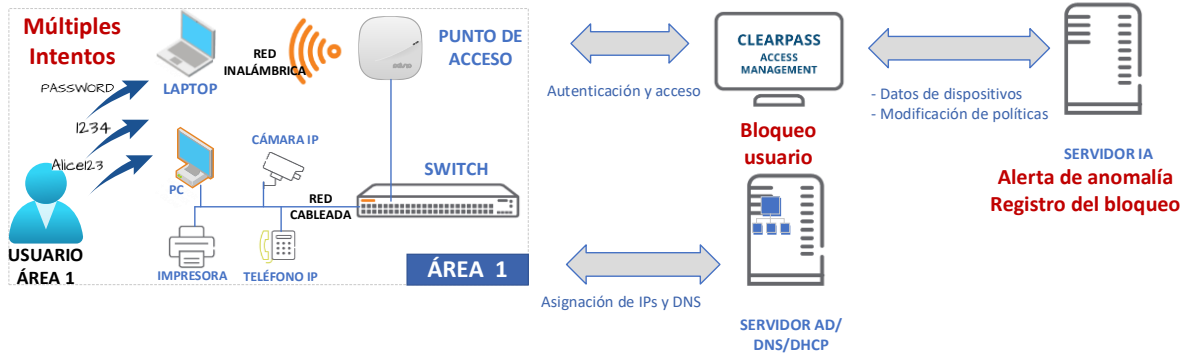 Múltiples
Intentos
PASSWORD
1234
Alice123
USUARIO
ÁREA 1
LAPTOP
RED
INALÁMBRICA
PUNTO DE
ACCESO
PC
CÁMARA IP
SWITCH
RED
CABLEADA
IMPRESORA
TELÉFONO IP
ÁREA 1
Autenticación y acceso
Asignación de IPs y DNS
CLEARPASS
ACCESS
MANAGEMENT
Bloqueo
usuario
SERVIDOR AD/
DNS/DHCP
- Datos de dispositivos
- Modificación de políticas
SERVIDOR IA
Alerta de anomalía
Registro del bloqueo